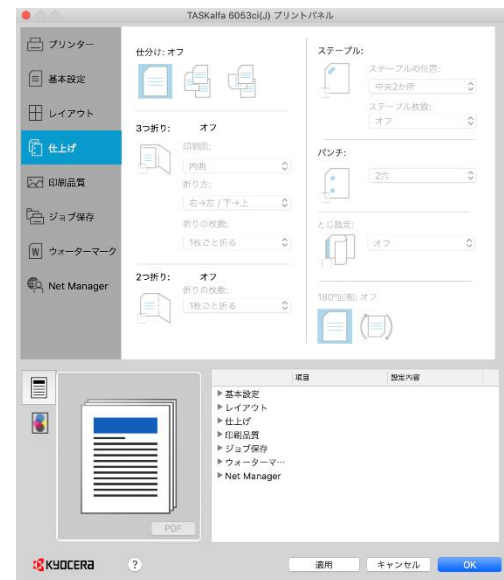 TASKalfa 6053ci(J) プリントパネル
プリンター
基本設定
レイアウト
仕上げ
印刷品質
ジョブ保存
W ウォーターマーク
Net Manager
仕分け: オフ
3つ折り: オフ
印刷面:
内側
折り方:
右→左 / 下→上
折りの枚数:
1枚ごと折る
2つ折り: オフ
折りの枚数:
1枚ごと折る
ステープル:
ステープルの位置:
中央2か所
ステープル枚数:
オフ
パンチ:
2穴
とじ指定:
オフ
180°回転: オフ
PDF
項目 設定内容
基本設定
レイアウト
仕上げ
印刷品質
ジョブ保存
ウォーターマ…
Net Manager
KYOCERA
?
適用 キャンセル OK